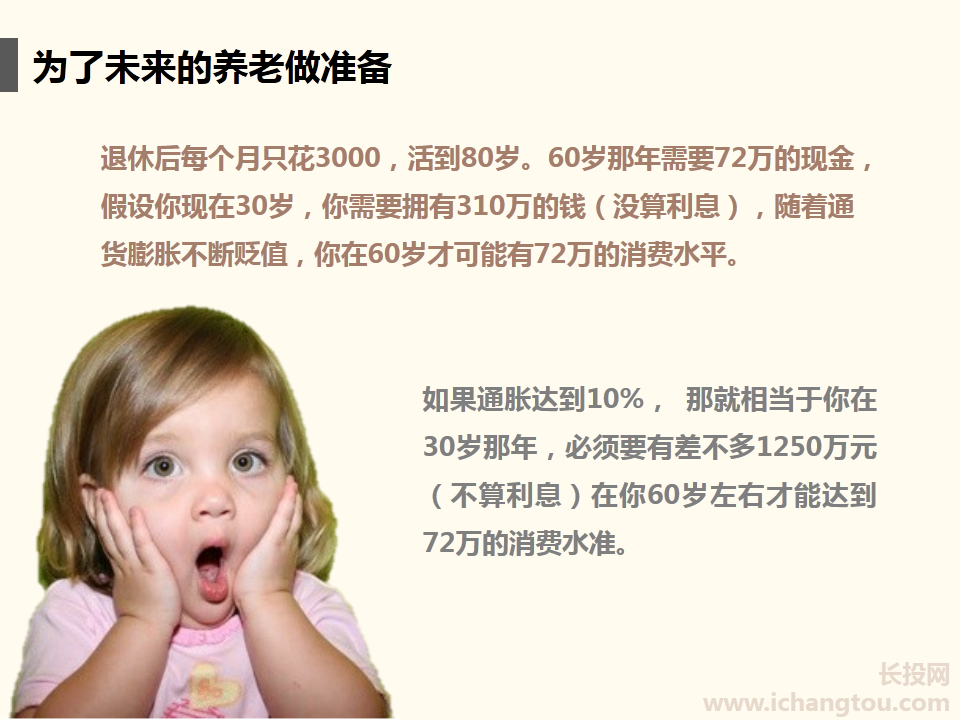 为了未来的养老做准备
退休后每个月只花3000，活到80岁。60岁那年需要72万的现金，
假设你现在30岁，你需要拥有310万的钱（没算利息），随着通
货膨胀不断贬值，你在60岁才可能有72万的消费水平。
如果通胀达到10%， 那就相当于你在
30岁那年，必须要有差不多1250万元
（不算利息）在你60岁左右才能达到
72万的消费水准。
长投网
www.ichangtou.com